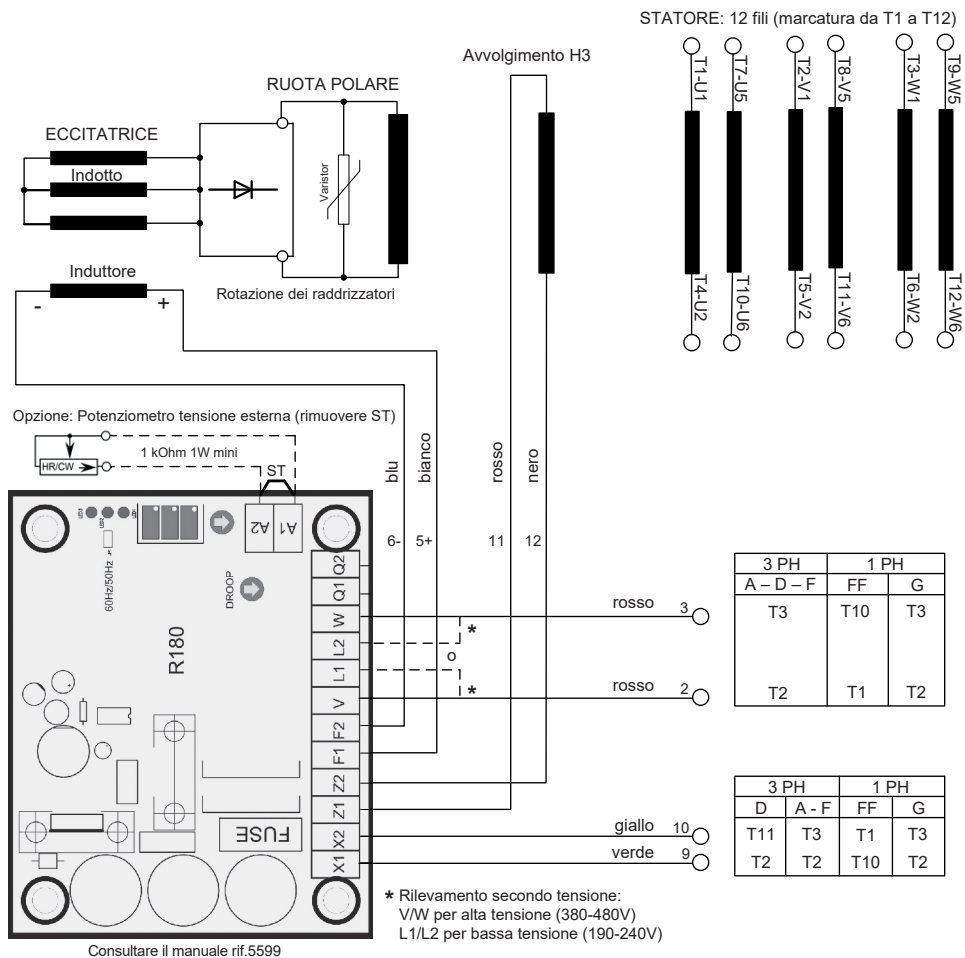 STATORE: 12 fili (marcatura da T1 a T12)
Avvolgimento H3
T1-U1
T7-U5
T2-V1
T8-V5
T3-W1
T9-W5
T4-U2
T10-U6
T5-V2
T11-V6
T6-W2
T12-W6
RUOTA POLARE
ECCITATRICE
Indotto
Varistor
Induttore
- +
Rotazione dei raddrizzatori
Opzione: Potenziometro tensione esterna (rimuovere ST)
1 kOhm 1W mini
HR/CW
ST
blu
bianco
rosso
nero
6-
5+
11
12
A2
A1
60Hz/50Hz
DROOP
R180
FUSE
Q2
Q1
W
L2
L1
V
F2
F1
Z2
Z1
X2
X1
*
o
*
rosso 3
rosso 2
giallo 10
verde 9
3 PH 1 PH
A – D – F FF G
T3 T10 T3
T2 T1 T2
3 PH 1 PH
D A - F FF G
T11 T3 T1 T3
T2 T2 T10 T2
* Rilevamento secondo tensione:
V/W per alta tensione (380-480V)
L1/L2 per bassa tensione (190-240V)
Consultare il manuale rif.5599